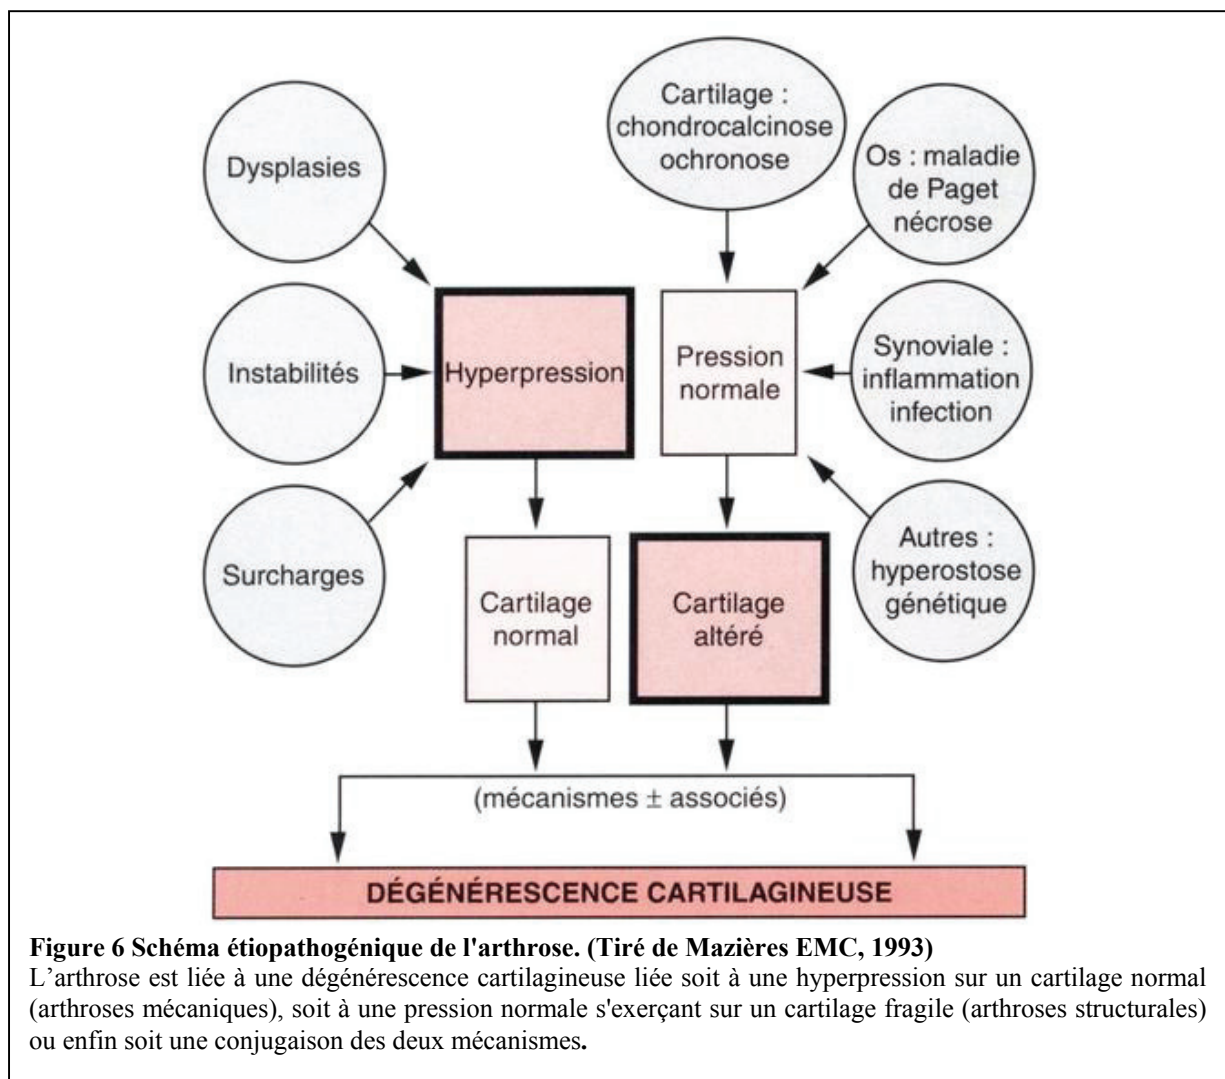 Dysplasies
Instabilités
Surcharges
Hyperpression
Cartilage
normal
Cartilage :
chondrocalcinose
ochronose
Os : maladie
de Paget
nécrose
Pression
normale
Synoviale :
inflammation
infection
Autres :
hyperostose
génétique
Cartilage
altéré
(mécanismes ± associés)
DÉGÉNÉRESCENCE CARTILAGINEUSE
Figure 6 Schéma étiopathogénique de l'arthrose. (Tiré de Mazières EMC, 1993)
L’arthrose est liée à une dégénérescence cartilagineuse liée soit à une hyperpression sur un cartilage normal
(arthroses mécaniques), soit à une pression normale s'exerçant sur un cartilage fragile (arthroses structurales)
ou enfin soit une conjugaison des deux mécanismes.